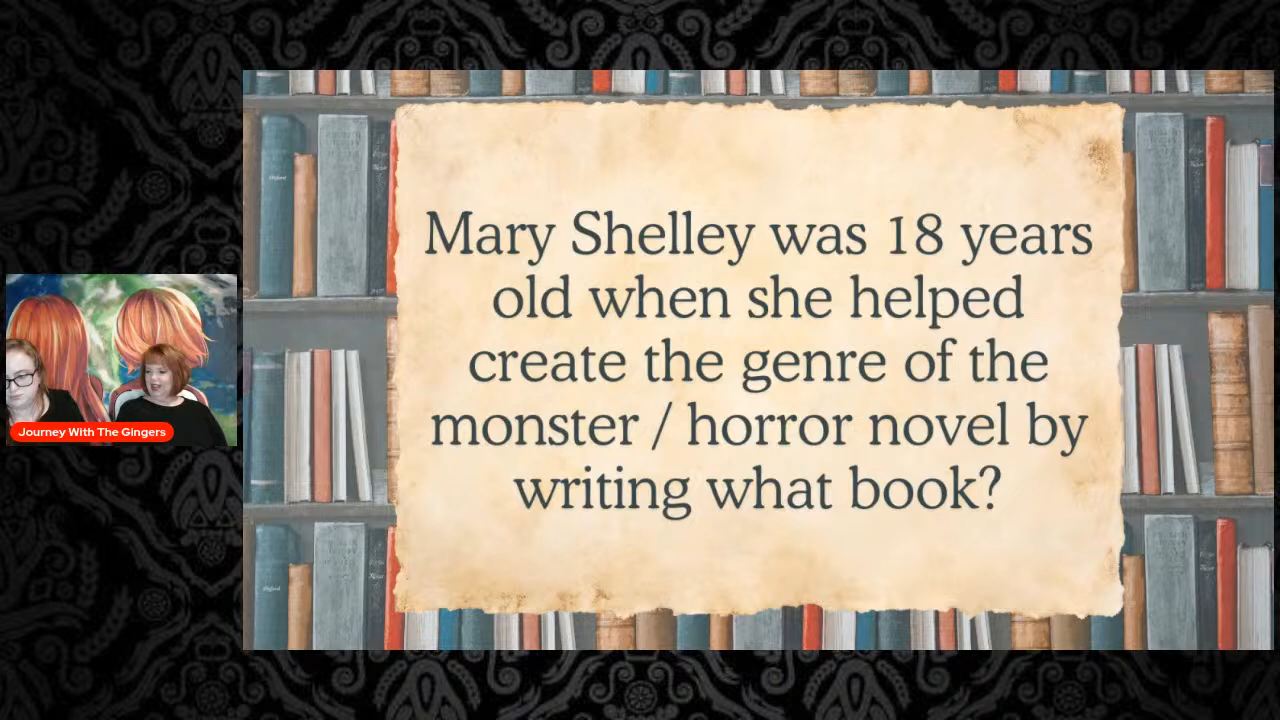 Mary Shelley was 18 years
old when she helped
create the genre of the
monster / horror novel by
writing what book?
Journey With The Gingers